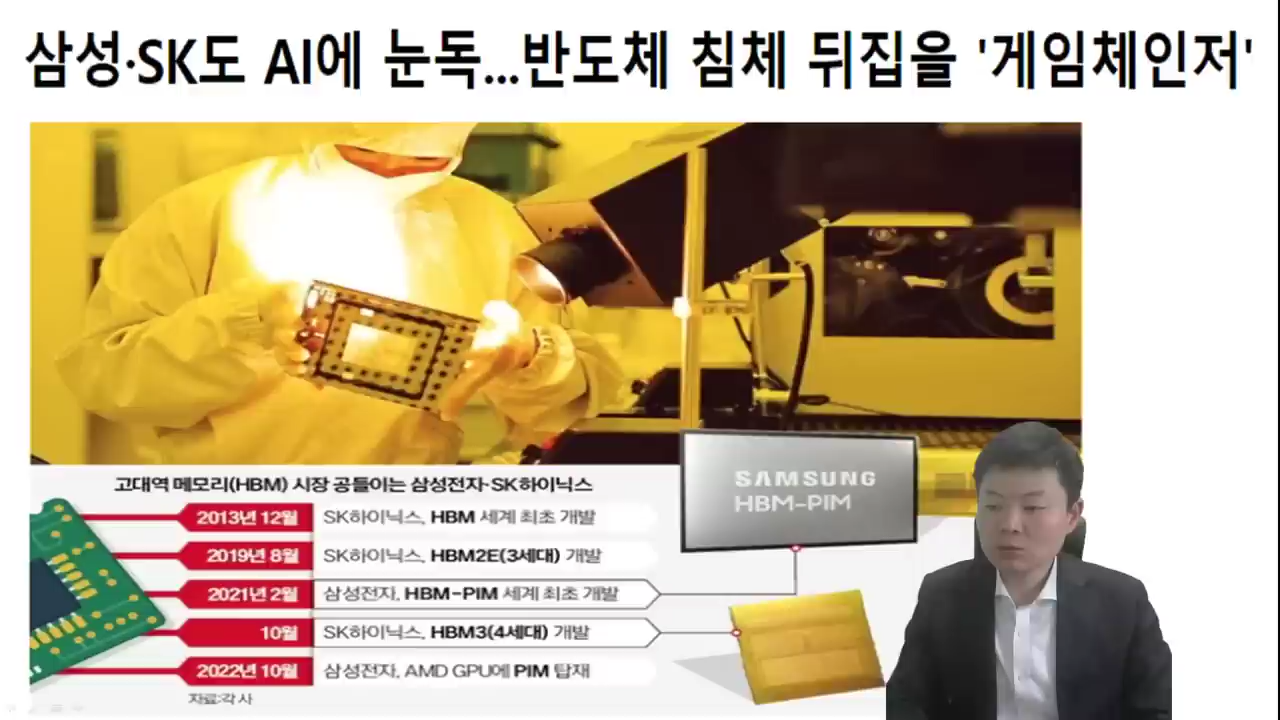 삼성·SK도 AI에 눈독...반도체 침체 뒤집을 '게임체인저'
고대역 메모리(HBM) 시장 공들이는 삼성전자·SK하이닉스
2013년 12월 SK하이닉스, HBM 세계 최초 개발
2019년 8월 SK하이닉스, HBM2E(3세대) 개발
2021년 2월 삼성전자, HBM-PIM 세계 최초 개발
10월 SK하이닉스, HBM3(4세대) 개발
2022년 10월 삼성전자, AMD GPU에 PIM 탑재
자료:각 사
SAMSUNG
HBM-PIM